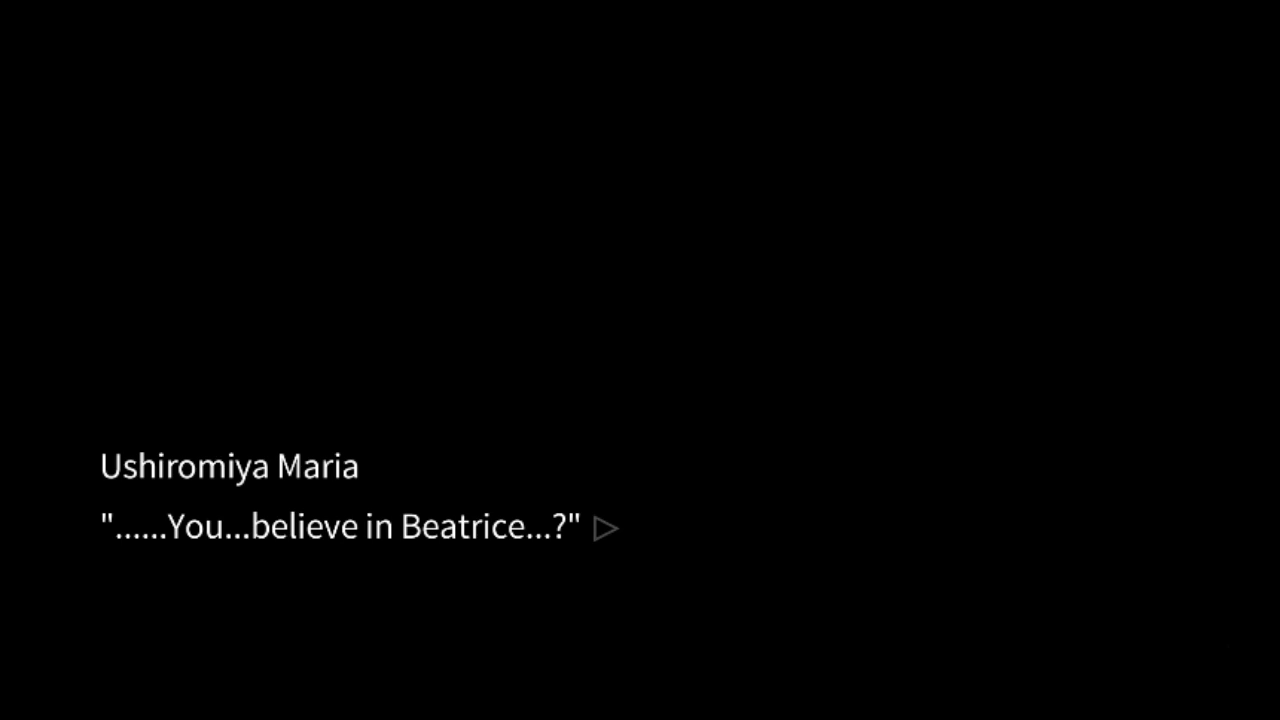 Ushiromiya Maria
"......You...believe in Beatrice...?" ▷